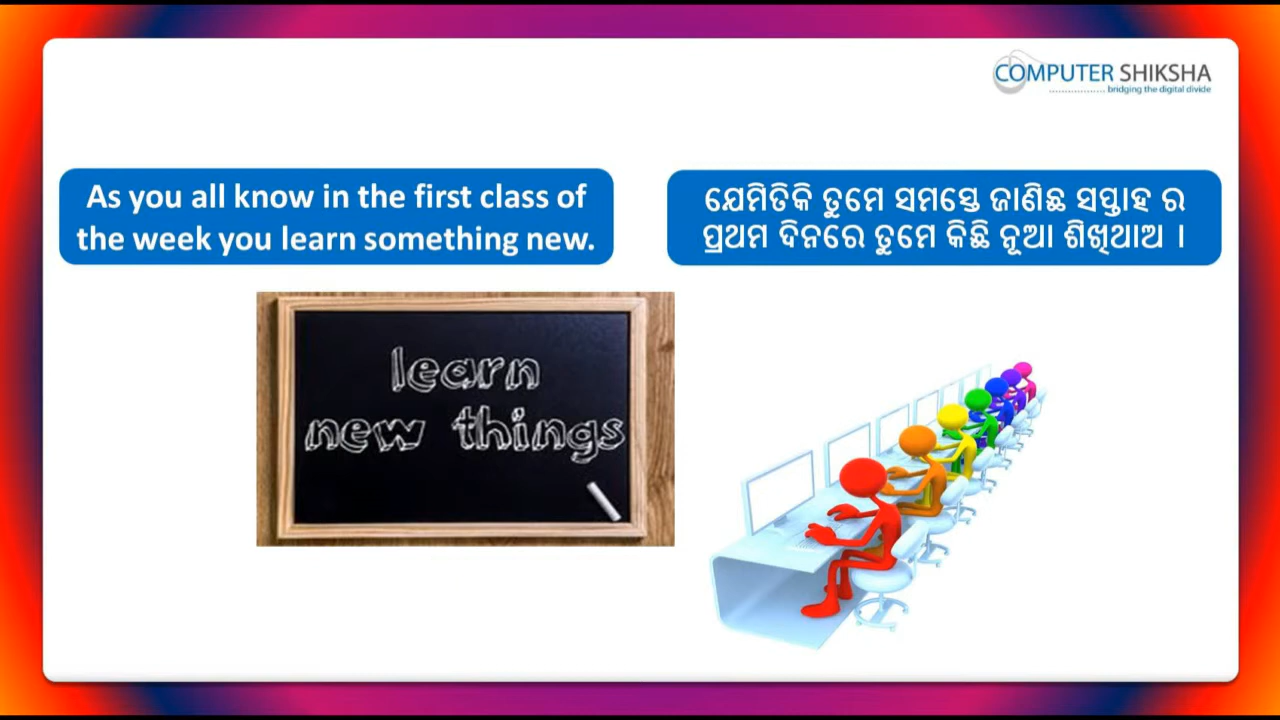 COMPUTER SHIKSHA
bridging the digital divide
As you all know in the first class of
the week you learn something new.
ଯେମିତିକି ତୁମେ ସମସ୍ତେ ଜାଣିଛ ସପ୍ତାହ ର
ପ୍ରଥମ ଦିନରେ ତୁମେ କିଛି ନୂଆ ଶିଖିଥାଅ ।
learn
new things